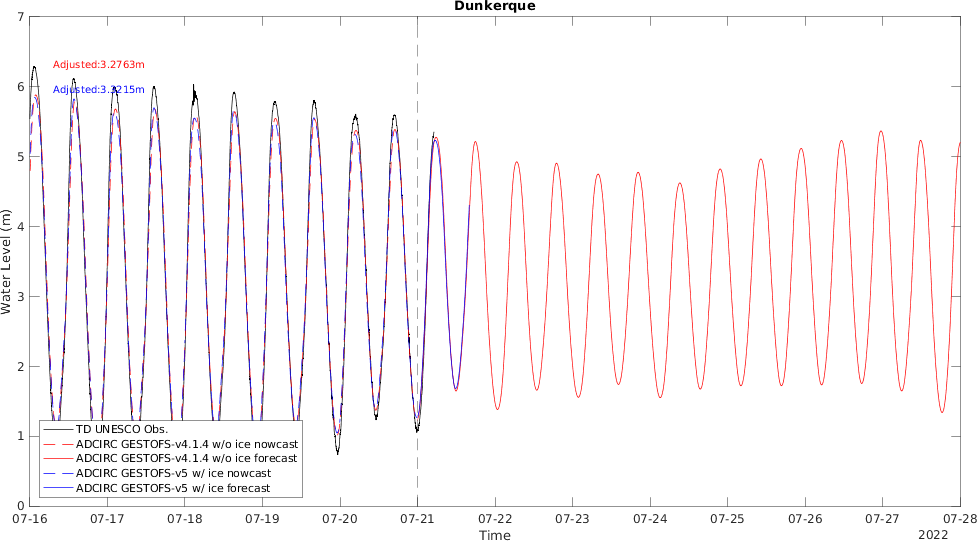 Dunkerque
7
6
5
4
3
2
1
0
Water Level (m)
Adjusted:3.2763m
Adjusted:3.3215m
TD UNESCO Obs.
ADCIRC GESTOFS-v4.1.4 w/o ice nowcast
ADCIRC GESTOFS-v4.1.4 w/o ice forecast
ADCIRC GESTOFS-v5 w/ ice nowcast
ADCIRC GESTOFS-v5 w/ ice forecast
07-16 07-17 07-18 07-19 07-20 07-21 07-22 07-23 07-24 07-25 07-26 07-27 07-28
Time
2022